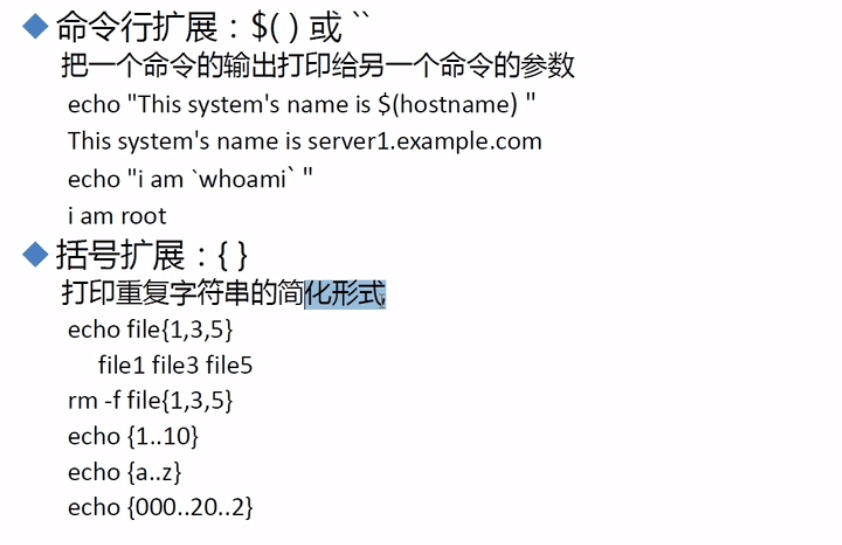 命令行扩展：$( ) 或 ``
把一个命令的输出打印给另一个命令的参数
echo "This system's name is $(hostname) "
This system's name is server1.example.com
echo "i am `whoami` "
i am root
括号扩展：{ }
打印重复字符串的简化形式
echo file{1,3,5}
file1 file3 file5
rm -f file{1,3,5}
echo {1..10}
echo {a..z}
echo {000..20..2}